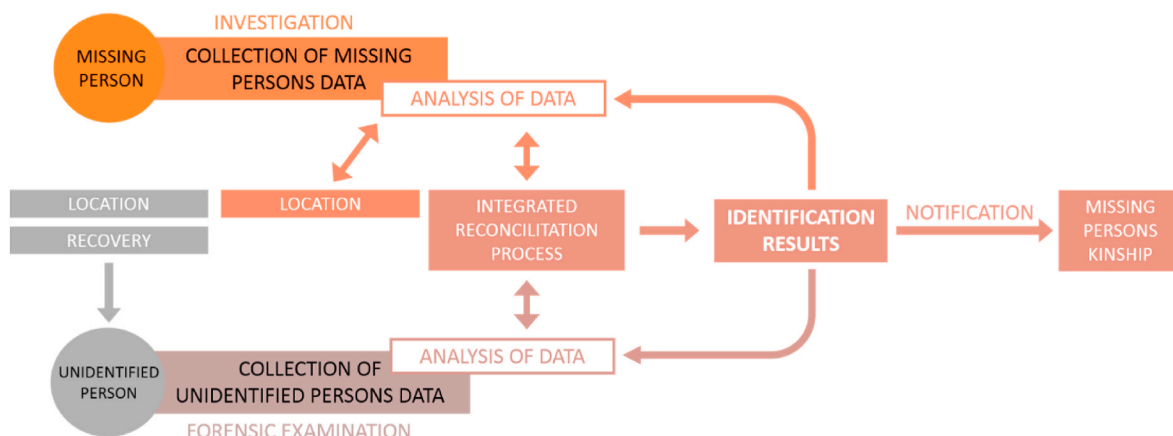 INVESTIGATION
MISSING
PERSON
COLLECTION OF MISSING
PERSONS DATA
ANALYSIS OF DATA
LOCATION
RECOVERY
LOCATION
INTEGRATED
RECONCILITATION
PROCESS
IDENTIFICATION
RESULTS
NOTIFICATION
MISSING
PERSONS
KINSHIP
ANALYSIS OF DATA
UNIDENTIFIED
PERSON
COLLECTION OF
UNIDENTIFIED PERSONS DATA
FORENSIC EXAMINATION